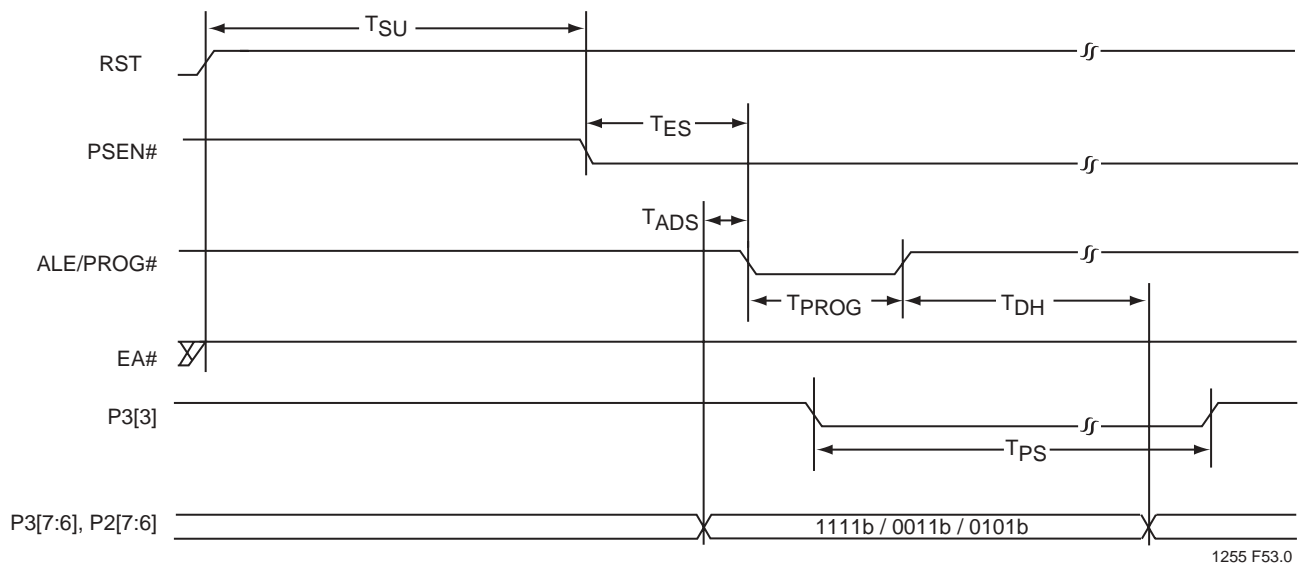 TSU
RST
TES
PSEN#
TADS
ALE/PROG#
TPROG
TDH
EA#
P3[3]
TPS
P3[7:6], P2[7:6]
1111b / 0011b / 0101b
1255 F53.0